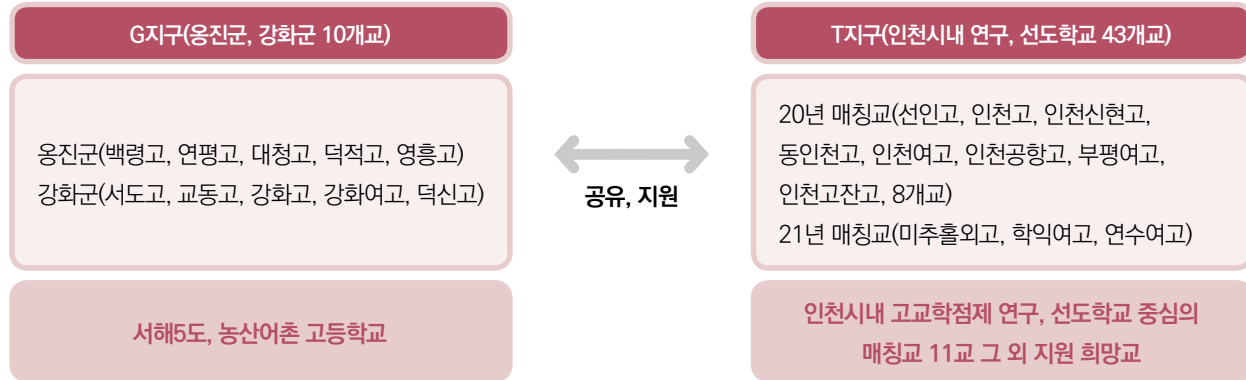 G지구(옹진군, 강화군 10개교)
옹진군(백령고, 연평고, 대청고, 덕적고, 영흥고)
강화군(서도고, 교동고, 강화고, 강화여고, 덕신고)
서해5도, 농산어촌 고등학교
공유, 지원
T지구(인천시내 연구, 선도학교 43개교)
20년 매칭교(선인고, 인천고, 인천신현고,
동인천고, 인천여고, 인천공항고, 부평여고,
인천고잔고, 8개교)
21년 매칭교(미추홀외고, 학익여고, 연수여고)
인천시내 고교학점제 연구, 선도학교 중심의
매칭교 11교 그 외 지원 희망교